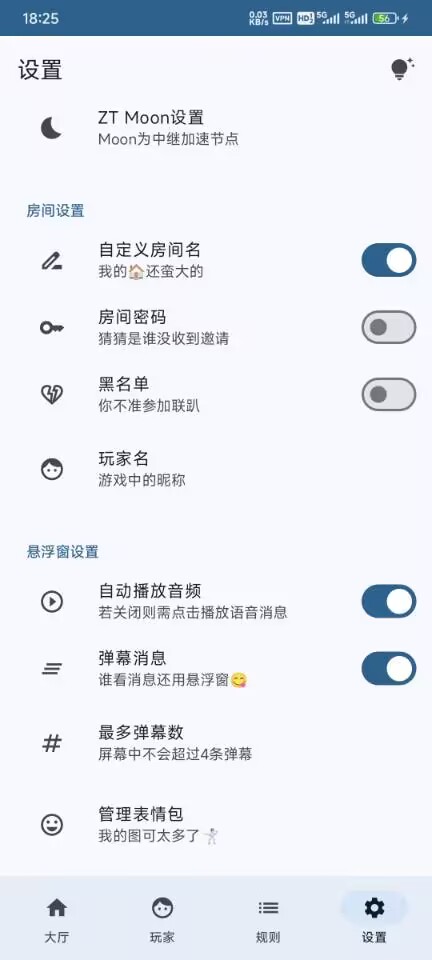 18:25
0.03 KB/s VPN HD 5G 5G 56
设置
ZT Moon设置
Moon为中继加速节点
房间设置
自定义房间名
我的🏠还蛮大的
房间密码
猜猜是谁没收到邀请
黑名单
你不准参加联趴
玩家名
游戏中的昵称
悬浮窗设置
自动播放音频
若关闭则需点击播放语音消息
弹幕消息
谁看消息还用悬浮窗😋
最多弹幕数
屏幕中不会超过4条弹幕
管理表情包
我的图可太多了🤺
大厅
玩家
规则
设置